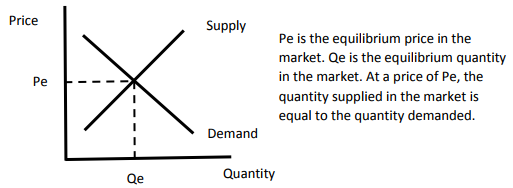 Price
Supply
Pe is the equilibrium price in the
market. Qe is the equilibrium quantity
in the market. At a price of Pe, the
quantity supplied in the market is
equal to the quantity demanded.
Pe
Demand
Qe
Quantity